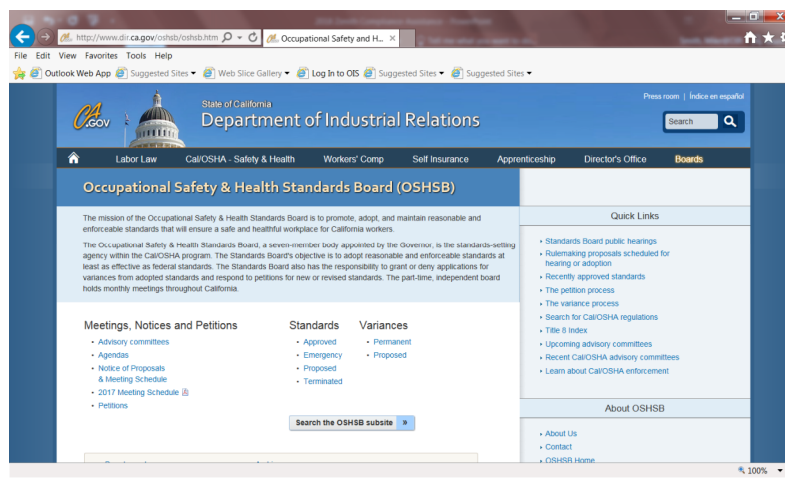 http://www.dir.ca.gov/oshsb/oshsb.htm
Occupational Safety and H...
File Edit View Favorites Tools Help
Outlook Web App Suggested Sites Web Slice Gallery Log In to OIS Suggested Sites Suggested Sites
CA.GOV
State of California
Department of Industrial Relations
Press room | Índice en español
Search
Labor Law Cal/OSHA - Safety & Health Workers' Comp Self Insurance Apprenticeship Director's Office Boards
Occupational Safety & Health Standards Board (OSHSB)
The mission of the Occupational Safety & Health Standards Board is to promote, adopt, and maintain reasonable and
enforceable standards that will ensure a safe and healthful workplace for California workers.
The Occupational Safety & Health Standards Board, a seven-member body appointed by the Governor, is the standards-setting
agency within the Cal/OSHA program. The Standards Board's objective is to adopt reasonable and enforceable standards at
least as effective as federal standards. The Standards Board also has the responsibility to grant or deny applications for
variances from adopted standards and respond to petitions for new or revised standards. The part-time, independent board
holds monthly meetings throughout California.
Meetings, Notices and Petitions
Advisory committees
Agendas
Notice of Proposals
& Meeting Schedule
2017 Meeting Schedule
Petitions
Standards
Approved
Emergency
Proposed
Terminated
Variances
Permanent
Proposed
Search the OSHSB subsite »
Quick Links
Standards Board public hearings
Rulemaking proposals scheduled for
hearing or adoption
Recently approved standards
The petition process
The variance process
Search for Cal/OSHA regulations
Title 8 Index
Upcoming advisory committees
Recent Cal/OSHA advisory committees
Learn about Cal/OSHA enforcement
About OSHSB
About Us
Contact
OSHSB Home
100%